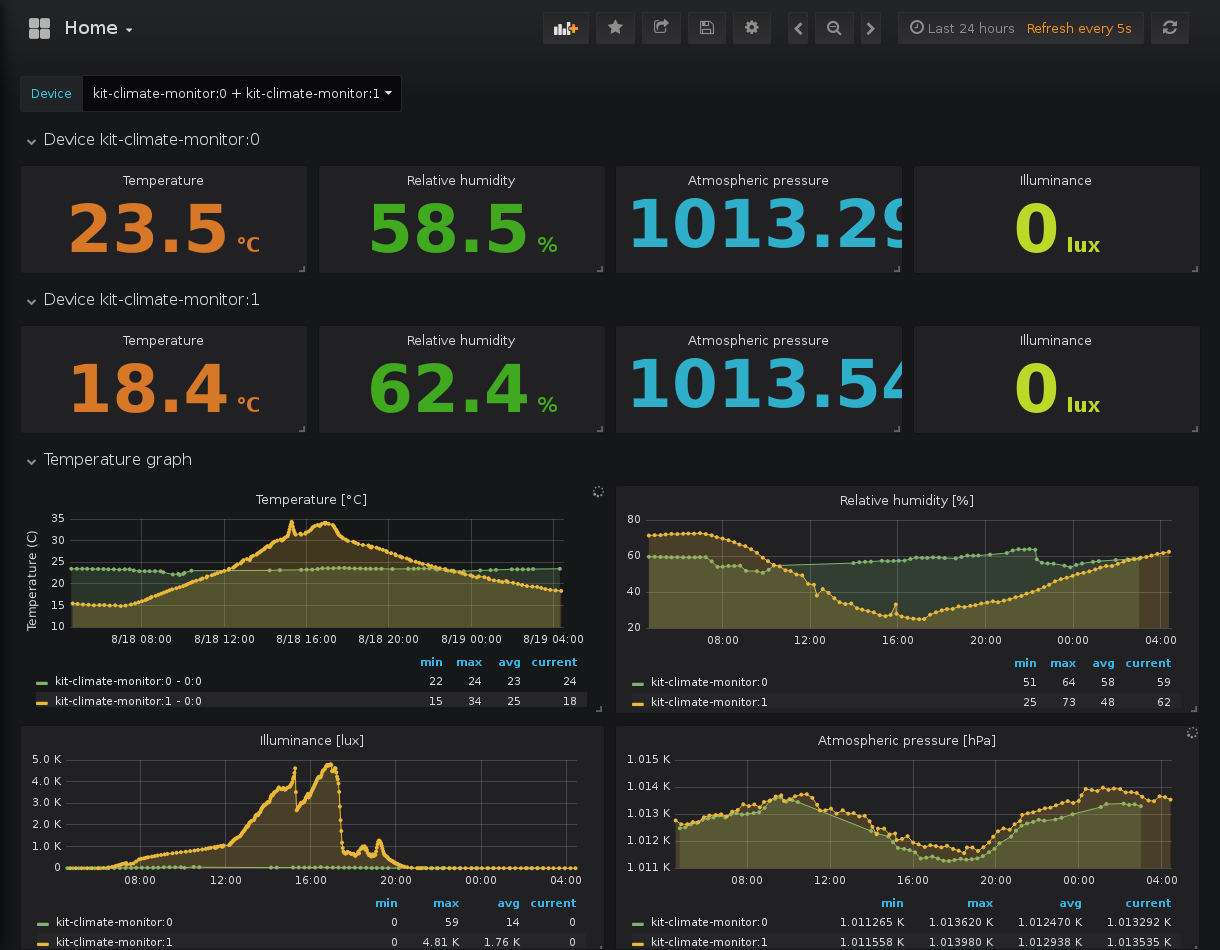 Home
Last 24 hours Refresh every 5s
Device kit-climate-monitor:0 + kit-climate-monitor:1
Device kit-climate-monitor:0
Temperature Relative humidity Atmospheric pressure Illuminance
23.5 °C 58.5 % 1013.29 0 lux
Device kit-climate-monitor:1
Temperature Relative humidity Atmospheric pressure Illuminance
18.4 °C 62.4 % 1013.54 0 lux
Temperature graph
Temperature [°C]
Temperature (C)
35
30
25
20
15
10
8/18 08:00 8/18 12:00 8/18 16:00 8/18 20:00 8/19 00:00 8/19 04:00
min max avg current
kit-climate-monitor:0 - 0:0 22 24 23 24
kit-climate-monitor:1 - 0:0 15 34 25 18
Relative humidity [%]
80
60
40
20
08:00 12:00 16:00 20:00 00:00 04:00
min max avg current
kit-climate-monitor:0 51 64 58 59
kit-climate-monitor:1 25 73 48 62
Illuminance [lux]
5.0 K
4.0 K
3.0 K
2.0 K
1.0 K
0
08:00 12:00 16:00 20:00 00:00 04:00
min max avg current
kit-climate-monitor:0 0 59 14 0
kit-climate-monitor:1 0 4.81 K 1.76 K 0
Atmospheric pressure [hPa]
1.015 K
1.014 K
1.013 K
1.012 K
1.011 K
08:00 12:00 16:00 20:00 00:00 04:00
min max avg current
kit-climate-monitor:0 1.011265 K 1.013620 K 1.012470 K 1.013292 K
kit-climate-monitor:1 1.011558 K 1.013980 K 1.012938 K 1.013535 K